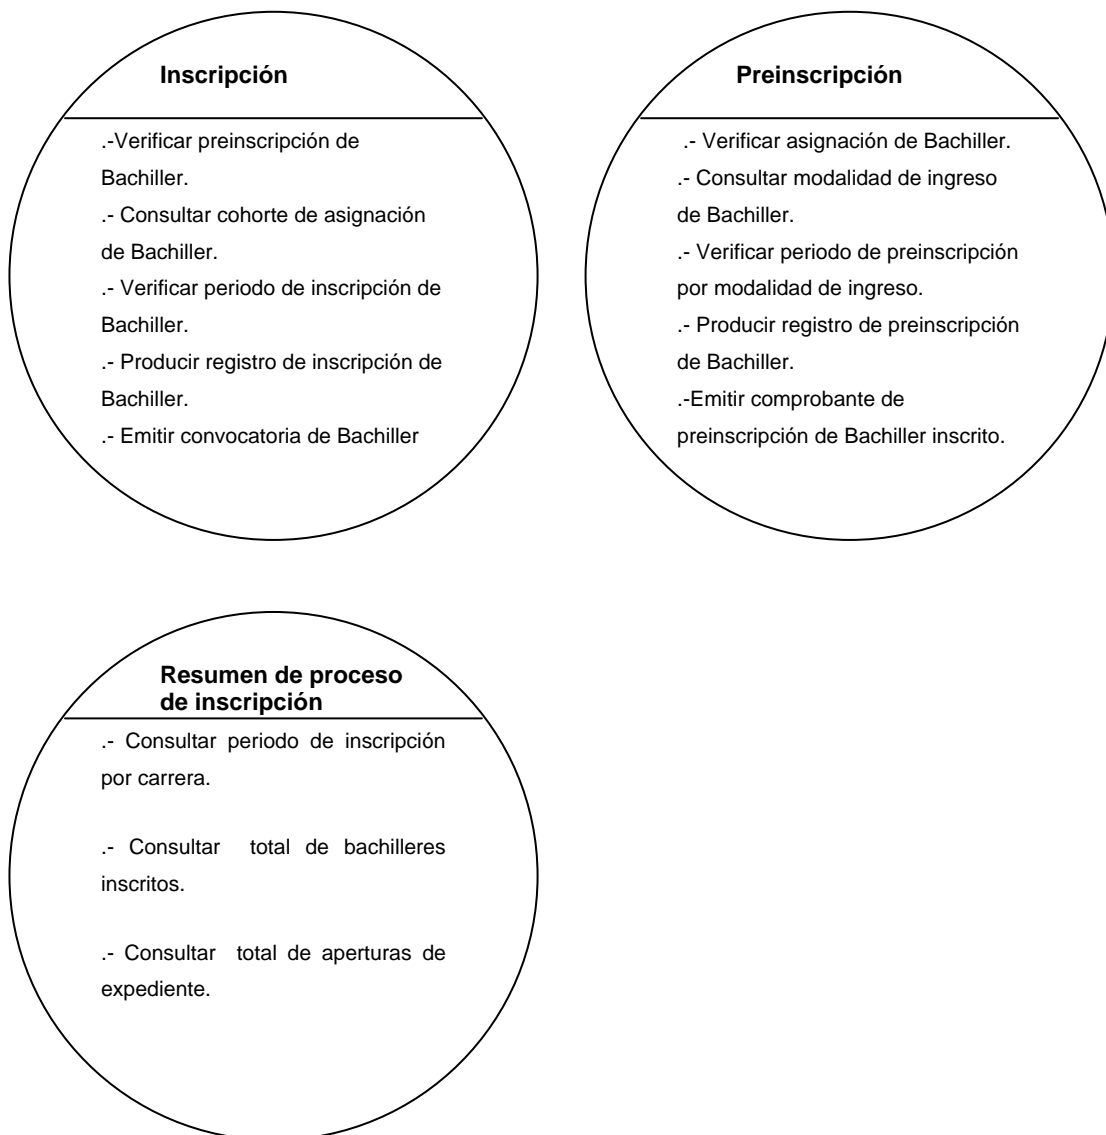 Inscripción
.-Verificar preinscripción de
Bachiller.
.- Consultar cohorte de asignación
de Bachiller.
.- Verificar periodo de inscripción de
Bachiller.
.- Producir registro de inscripción de
Bachiller.
.- Emitir convocatoria de Bachiller
Preinscripción
.- Verificar asignación de Bachiller.
.- Consultar modalidad de ingreso
de Bachiller.
.- Verificar periodo de preinscripción
por modalidad de ingreso.
.- Producir registro de preinscripción
de Bachiller.
.-Emitir comprobante de
preinscripción de Bachiller inscrito.
Resumen de proceso
de inscripción
.- Consultar periodo de inscripción
por carrera.
.- Consultar total de bachilleres
inscritos.
.- Consultar total de aperturas de
expediente.